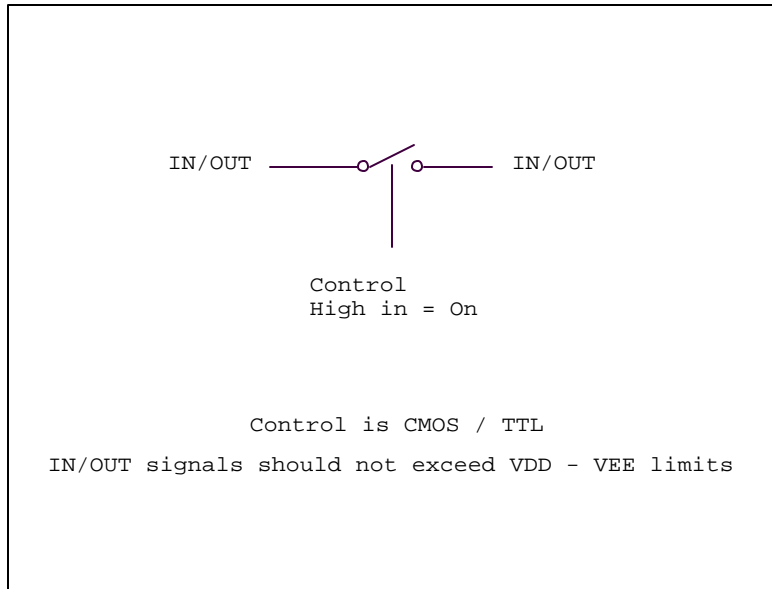 IN/OUT IN/OUT
Control
High in = On
Control is CMOS / TTL
IN/OUT signals should not exceed VDD - VEE limits